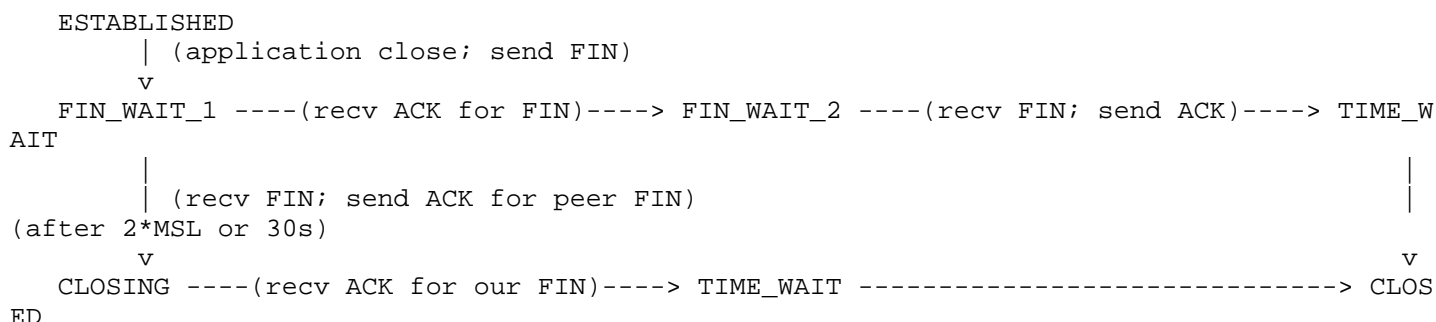 ESTABLISHED
| (application close; send FIN)
v
FIN_WAIT_1 ----(recv ACK for FIN)----> FIN_WAIT_2 ----(recv FIN; send ACK)----> TIME_W
AIT
| |
| (recv FIN; send ACK for peer FIN) |
(after 2*MSL or 30s)
v v
CLOSING ----(recv ACK for our FIN)----> TIME_WAIT ------------------------------> CLOS
ED